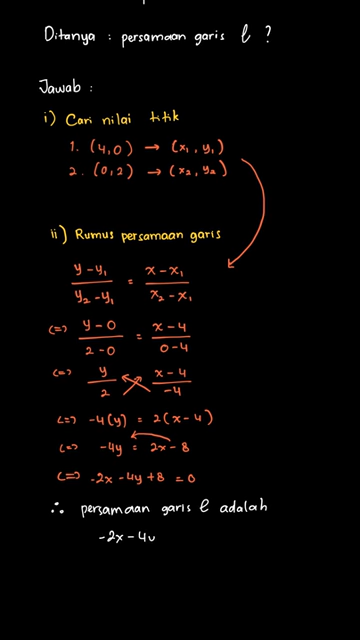 Ditanya : persamaan garis l ?
Jawab :
i) Cari nilai titik
1. (4,0) → (x₁, y₁)
2. (0,2) → (x₂, y₂)
ii) Rumus persamaan garis
(y-y₁)/(y₂-y₁) = (x-x₁)/(x₂-x₁)
<=> (y-0)/(2-0) = (x-4)/(0-4)
<=> y/2 = (x-4)/-4
<=> -4(y) = 2(x-4)
<=> -4y = 2x-8
<=> -2x-4y+8 = 0
∴ persamaan garis l adalah
-2x-4